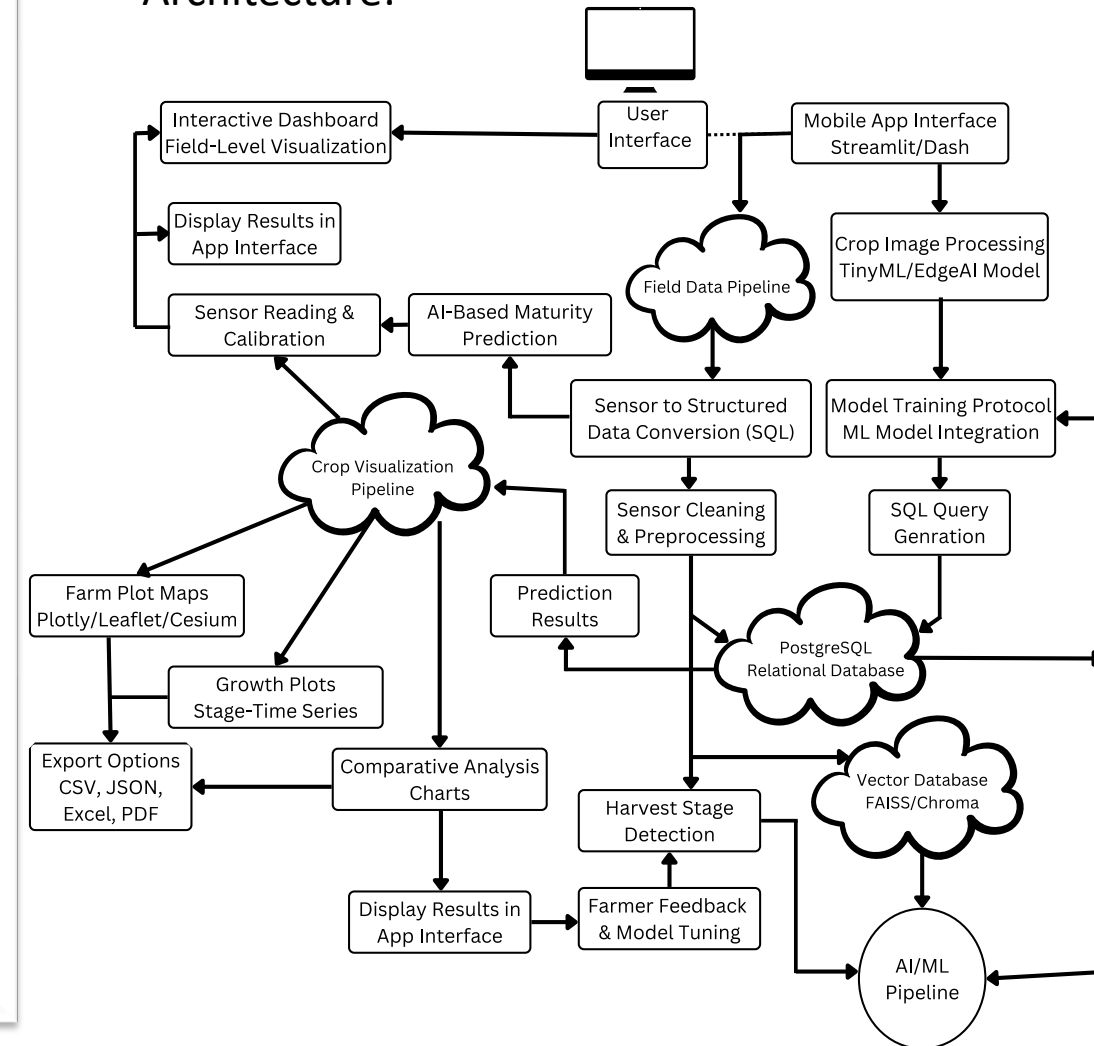 Architecture:
User
Interface
Interactive Dashboard
Field-Level Visualization
Mobile App Interface
Streamlit/Dash
Display Results in
App Interface
Crop Image Processing
TinyML/EdgeAI Model
Field Data Pipeline
Sensor Reading &
Calibration
AI-Based Maturity
Prediction
Sensor to Structured
Data Conversion (SQL)
Model Training Protocol
ML Model Integration
Crop Visualization
Pipeline
Sensor Cleaning
& Preprocessing
SQL Query
Genration
Farm Plot Maps
Plotly/Leaflet/Cesium
Prediction
Results
PostgreSQL
Relational Database
Growth Plots
Stage-Time Series
Export Options
CSV, JSON,
Excel, PDF
Comparative Analysis
Charts
Vector Database
FAISS/Chroma
Harvest Stage
Detection
Display Results in
App Interface
Farmer Feedback
& Model Tuning
AI/ML
Pipeline